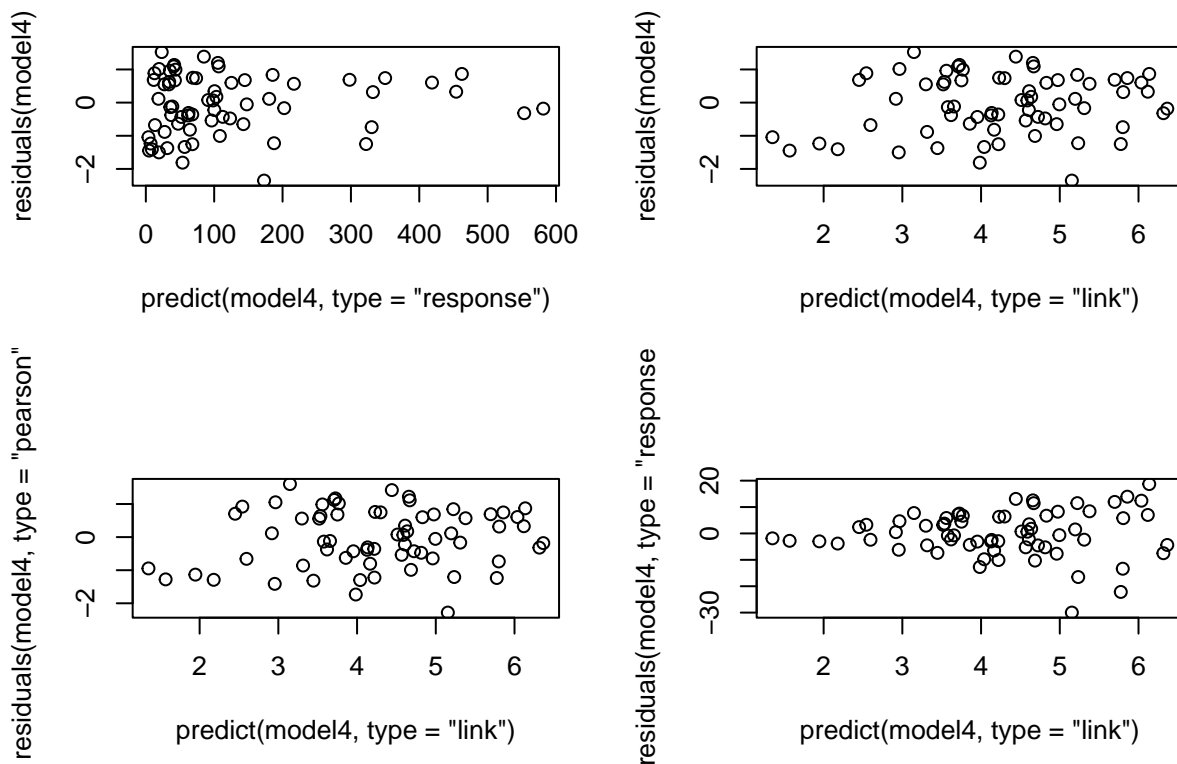 residuals(model4)
0
−2
0 100 200 300 400 500 600
predict(model4, type = "response")
residuals(model4)
0
−2
2 3 4 5 6
predict(model4, type = "link")
residuals(model4, type = "pearson"
0
−2
2 3 4 5 6
predict(model4, type = "link")
residuals(model4, type = "response
20
0
−30
2 3 4 5 6
predict(model4, type = "link")